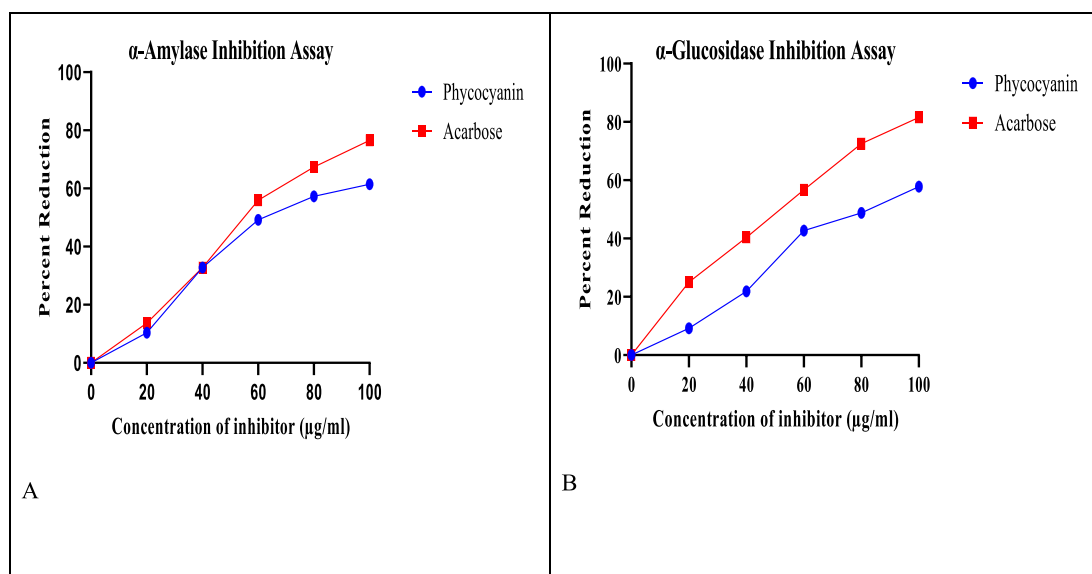 α-Amylase Inhibition Assay
100
80
60
40
20
0
Percent Reduction
0 20 40 60 80 100
Concentration of inhibitor (μg/ml)
Phycocyanin
Acarbose
A
α-Glucosidase Inhibition Assay
100
80
60
40
20
0
Percent Reduction
0 20 40 60 80 100
Concentration of inhibitor (μg/ml)
Phycocyanin
Acarbose
B